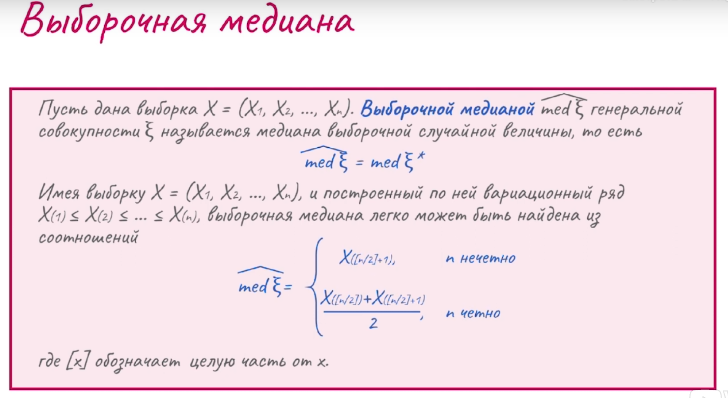 Выборочная медиана
Пусть дана выборка X = (X₁, X₂, ..., Xₙ). Выборочной медианой med ξ генеральной
совокупности ξ называется медиана выборочной случайной величины, то есть
med ξ = med ξ*
Имея выборку X = (X₁, X₂, ..., Xₙ), и построенный по ней вариационный ряд
X(1) ≤ X(2) ≤ ... ≤ X(n), выборочная медиана легко может быть найдена из
соотношений
X([n/2]+1), n нечетно
med ξ =
X([n/2])+X([n/2]+1)
2 , n четно
где [x] обозначает целую часть от x.